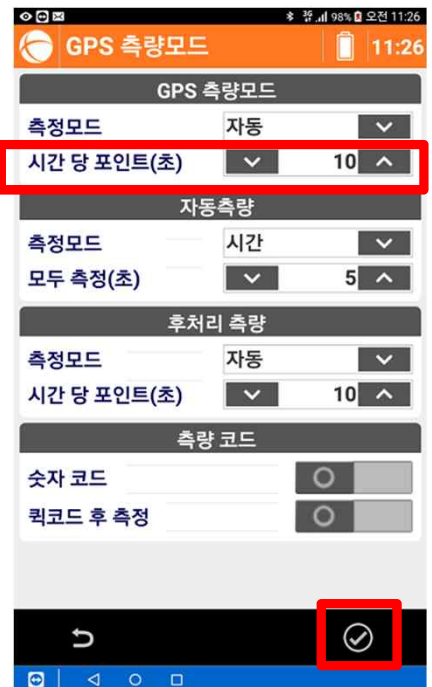 3G 98% 오전 11:26
GPS 측량모드 11:26
GPS 측량모드
측정모드 자동
시간 당 포인트(초) 10
자동측량
측정모드 시간
모두 측정(초) 5
후처리 측량
측정모드 자동
시간 당 포인트(초) 10
측량 코드
숫자 코드
퀵코드 후 측정